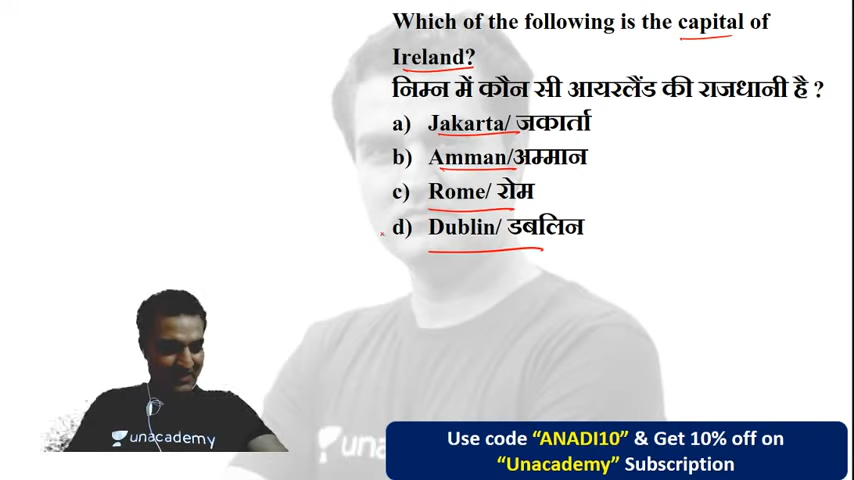 Which of the following is the capital of
Ireland?
निम्न में कौन सी आयरलैंड की राजधानी है ?
a) Jakarta/ जकार्ता
b) Amman/अम्मान
c) Rome/ रोम
d) Dublin/ डबलिन
unacademy
una
Use code “ANADI10” & Get 10% off on
“Unacademy” Subscription